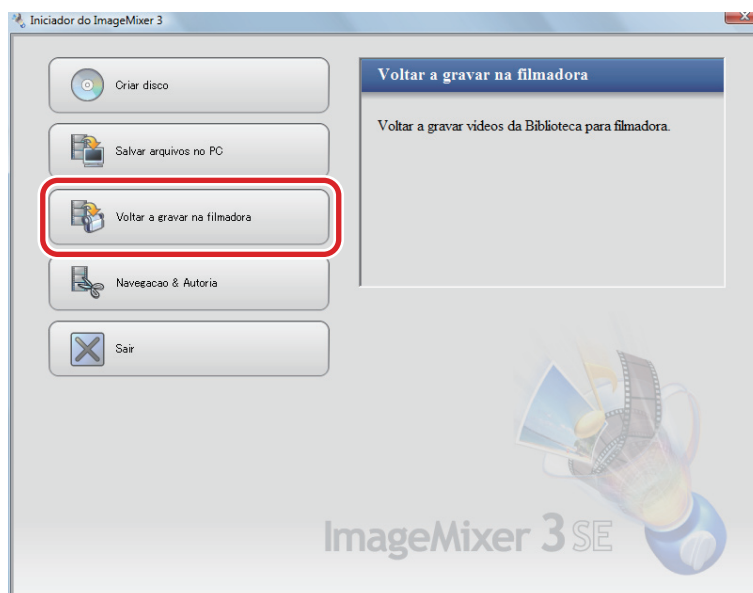 Iniciador do ImageMixer 3
Criar disco
Salvar arquivos no PC
Voltar a gravar na filmadora
Navegacao & Autoria
Sair
Voltar a gravar na filmadora
Voltar a gravar vídeos da Biblioteca para filmadora.
ImageMixer 3 SE